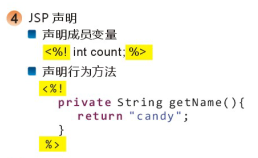 4 JSP 声明
声明成员变量
<%! int count; %>
声明行为方法
<%!
private String getName(){
return "candy";
}
%>